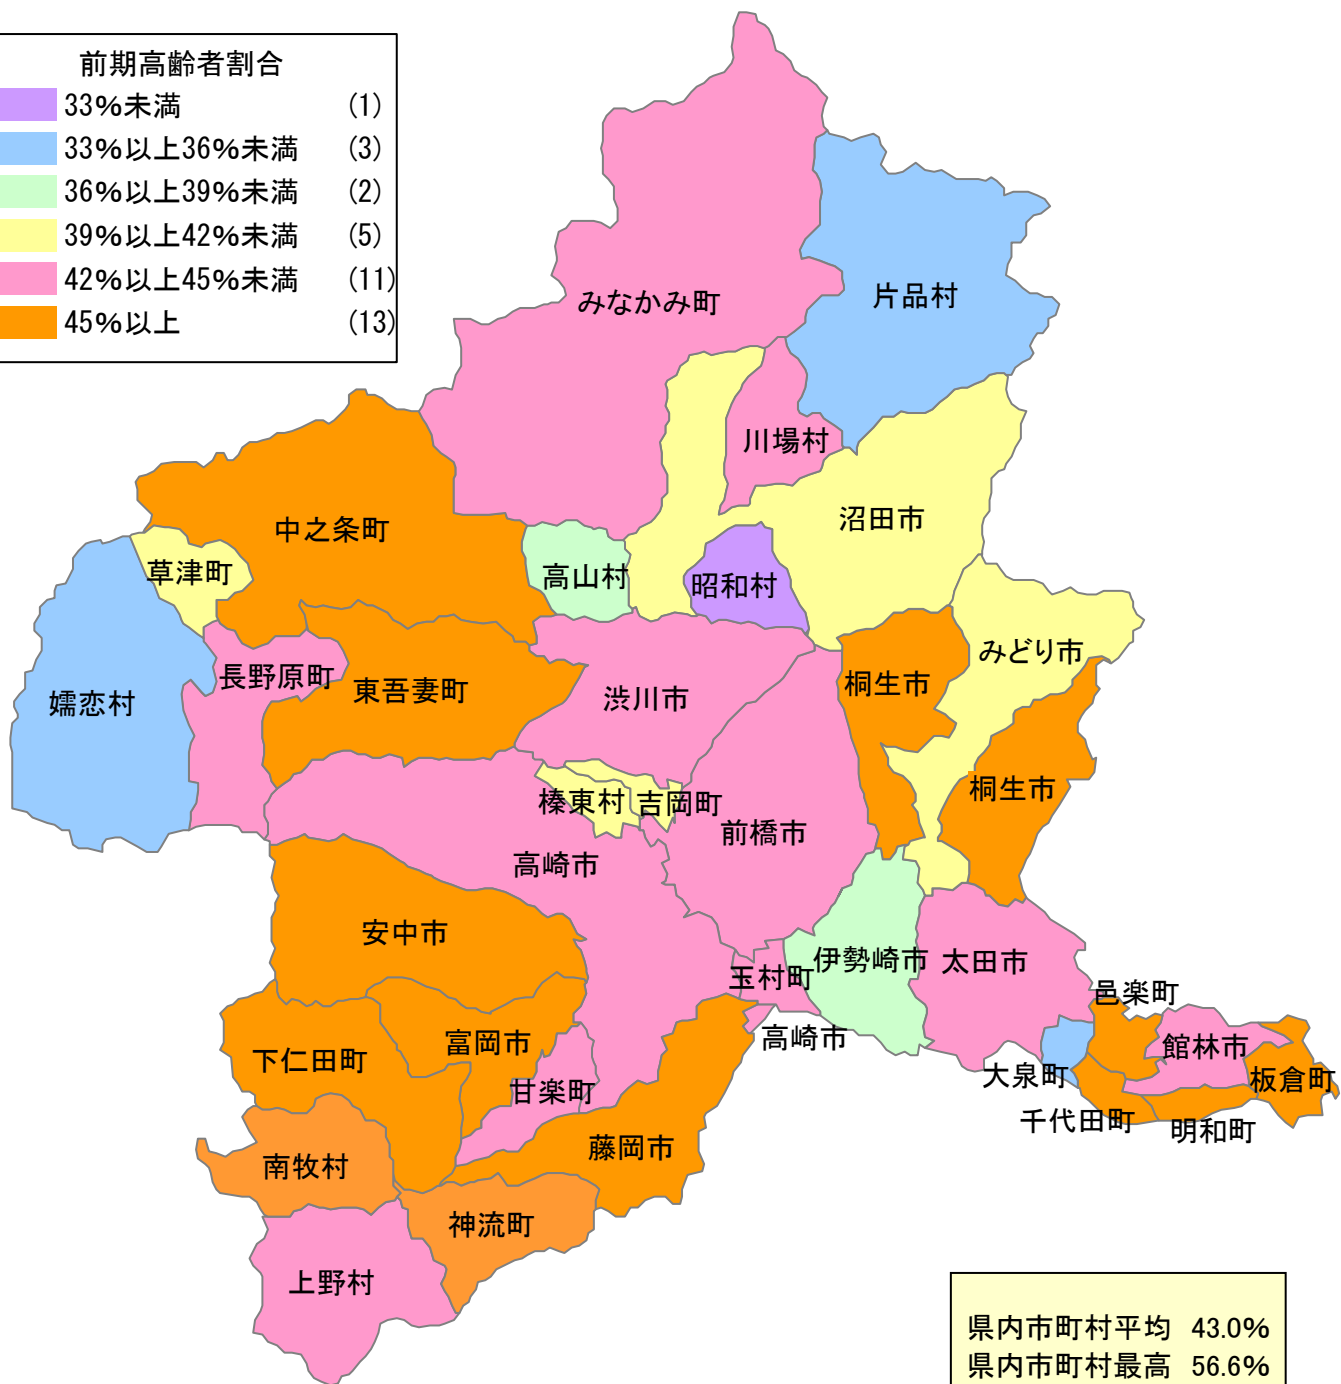 前期高齢者割合
33%未満 (1)
33%以上36%未満 (3)
36%以上39%未満 (2)
39%以上42%未満 (5)
42%以上45%未満 (11)
45%以上 (13)
みなかみ町
片品村
川場村
沼田市
中之条町
草津町
高山村
昭和村
みどり市
長野原町
東吾妻町
渋川市
桐生市
嬬恋村
桐生市
榛東村
吉岡町
前橋市
高崎市
安中市
伊勢崎市
太田市
玉村町
邑楽町
高崎市
富岡市
下仁田町
館林市
大泉町
板倉町
甘楽町
千代田町
明和町
藤岡市
南牧村
神流町
上野村
県内市町村平均 43.0%
県内市町村最高 56.6%